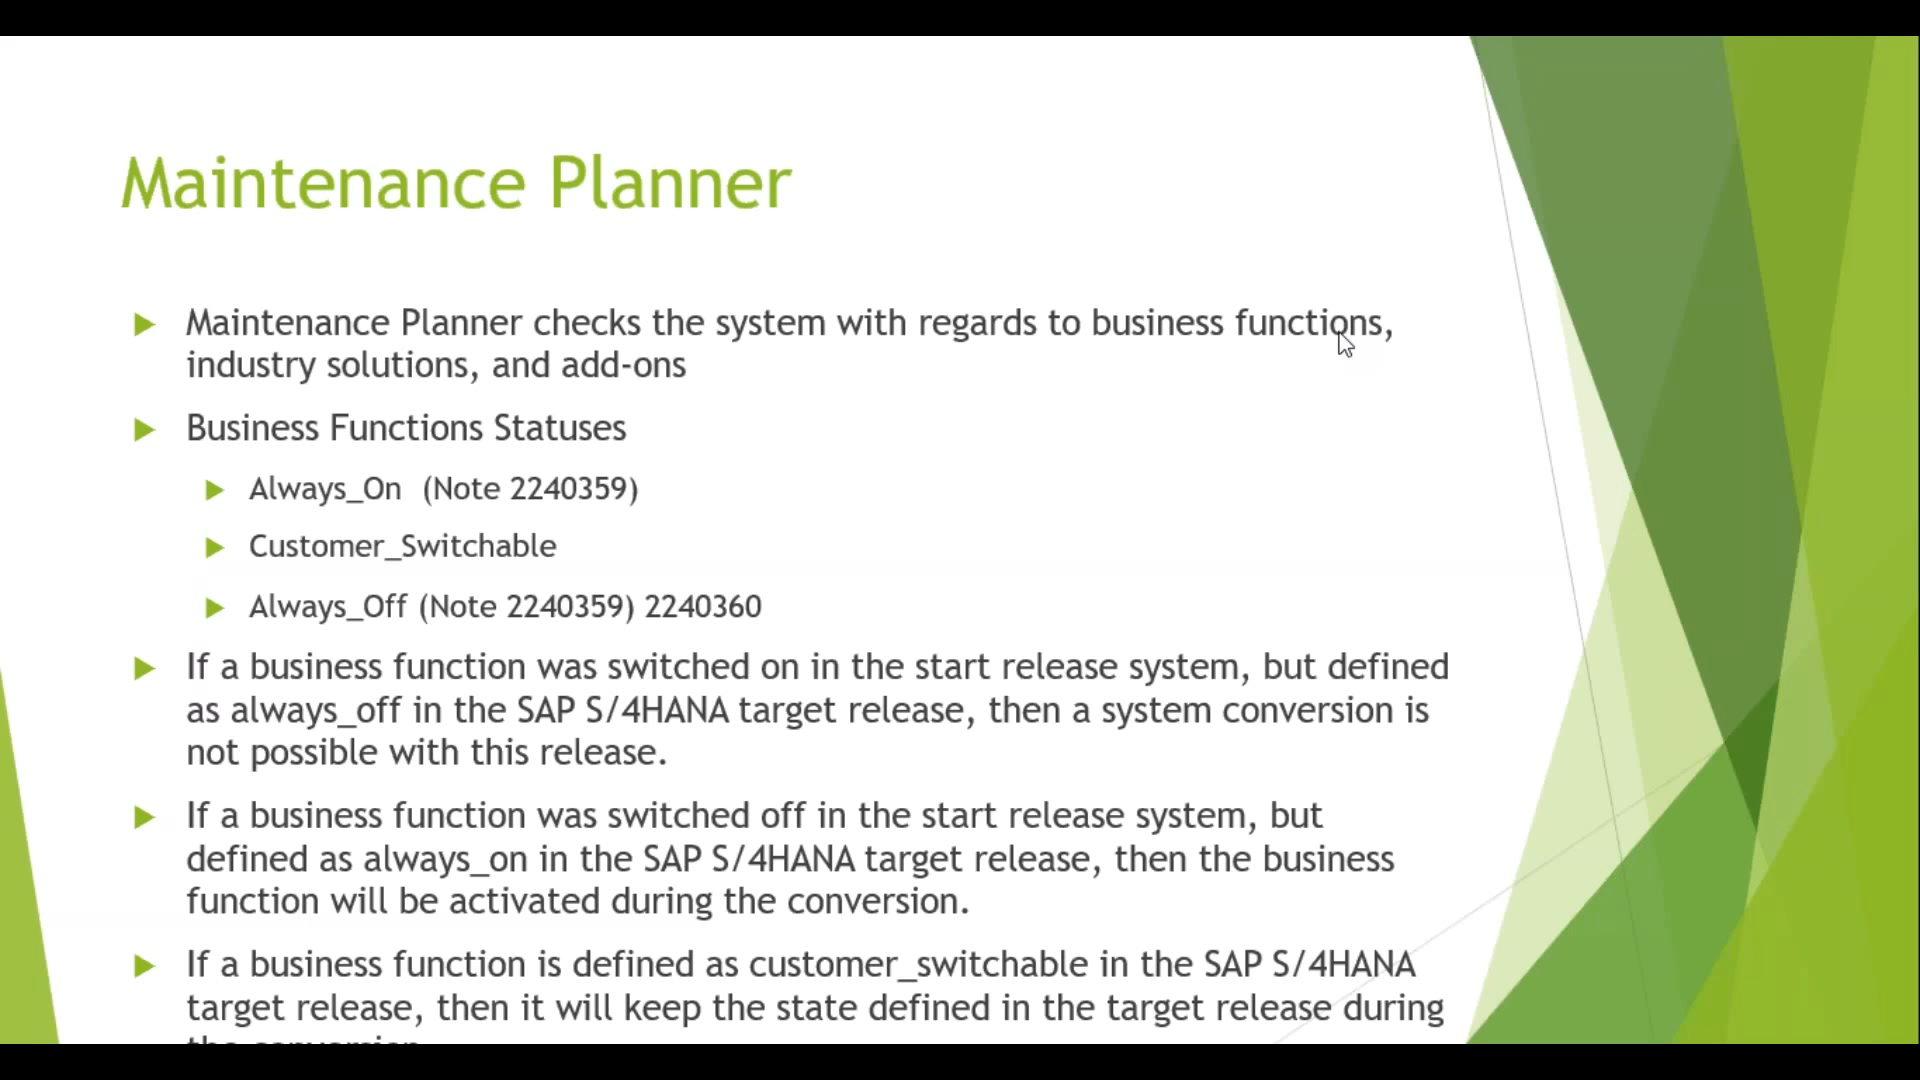 Maintenance Planner
Maintenance Planner checks the system with regards to business functions,
industry solutions, and add-ons
Business Functions Statuses
Always_On (Note 2240359)
Customer_Switchable
Always_Off (Note 2240359) 2240360
If a business function was switched on in the start release system, but defined
as always_off in the SAP S/4HANA target release, then a system conversion is
not possible with this release.
If a business function was switched off in the start release system, but
defined as always_on in the SAP S/4HANA target release, then the business
function will be activated during the conversion.
If a business function is defined as customer_switchable in the SAP S/4HANA
target release, then it will keep the state defined in the target release during
the conversion